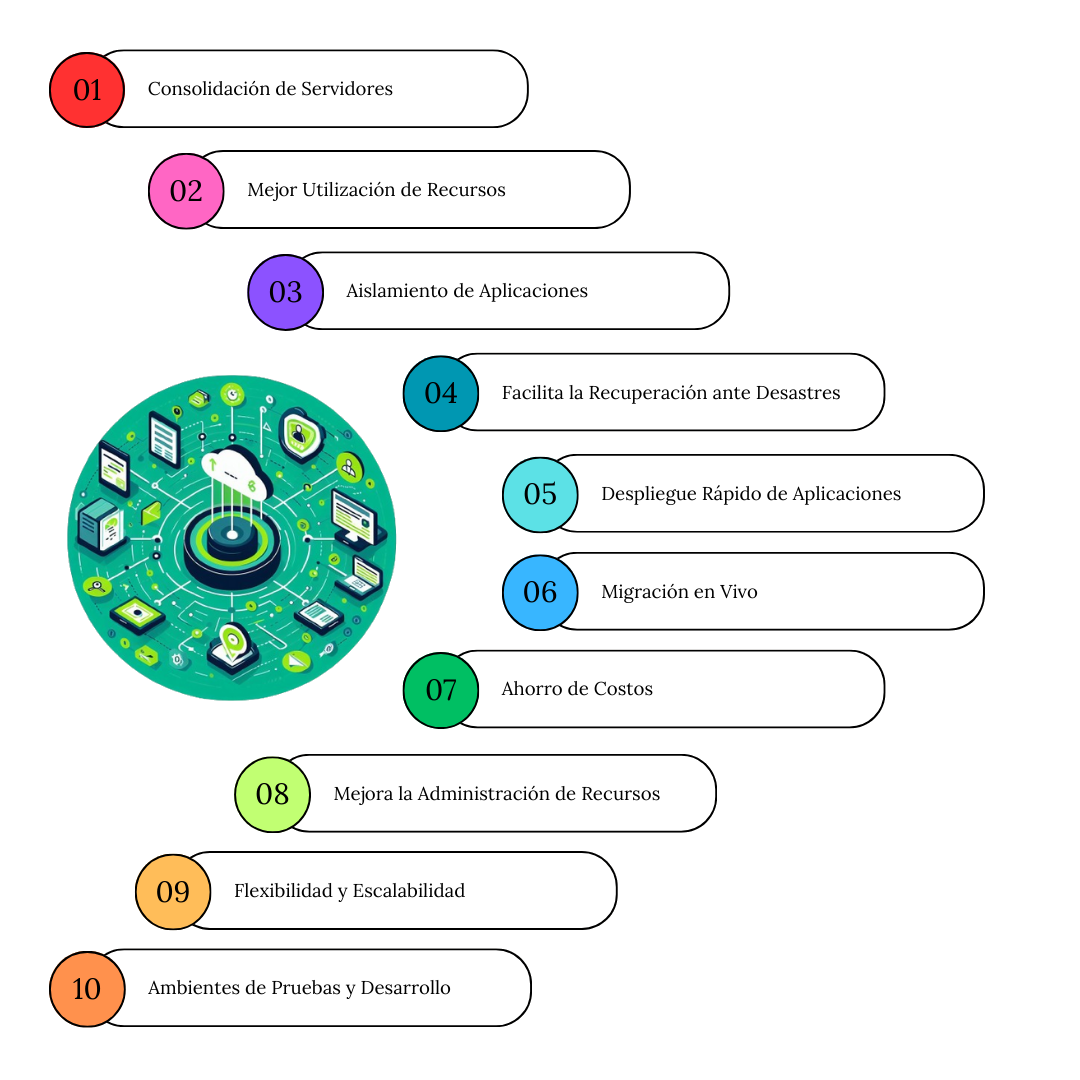 01
Consolidación de Servidores
02
Mejor Utilización de Recursos
03
Aislamiento de Aplicaciones
04
Facilita la Recuperación ante Desastres
05
Despliegue Rápido de Aplicaciones
06
Migración en Vivo
07
Ahorro de Costos
08
Mejora la Administración de Recursos
09
Flexibilidad y Escalabilidad
10
Ambientes de Pruebas y Desarrollo